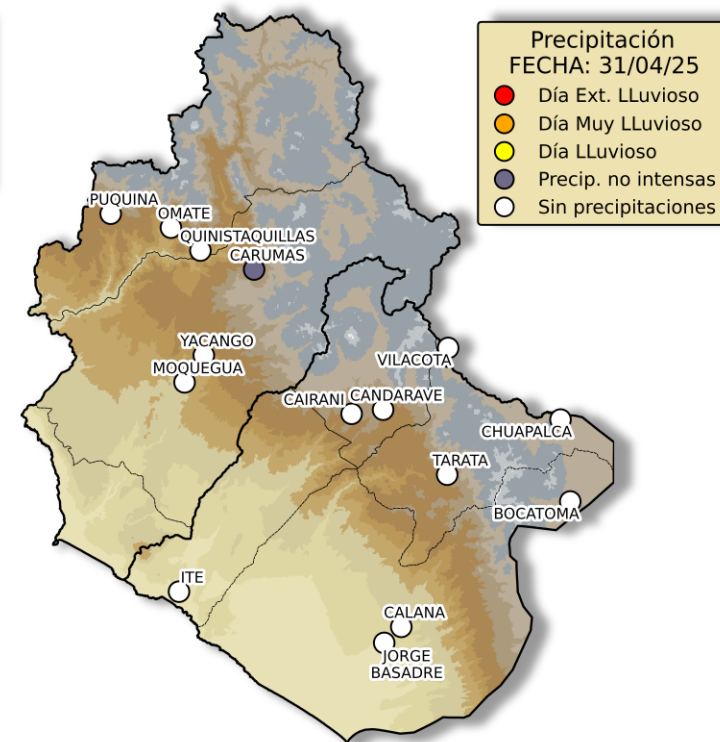 Precipitación
FECHA: 31/04/25
Día Ext. LLuvioso
Día Muy LLuvioso
Día LLuvioso
Precip. no intensas
Sin precipitaciones
PUQUINA
OMATE
QUINISTAQUILLAS
CARUMAS
YACANGO
MOQUEGUA
VILACOTA
CAIRANI
CANDARAVE
CHUAPALCA
TARATA
BOCATOMA
ITE
CALANA
JORGE
BASADRE